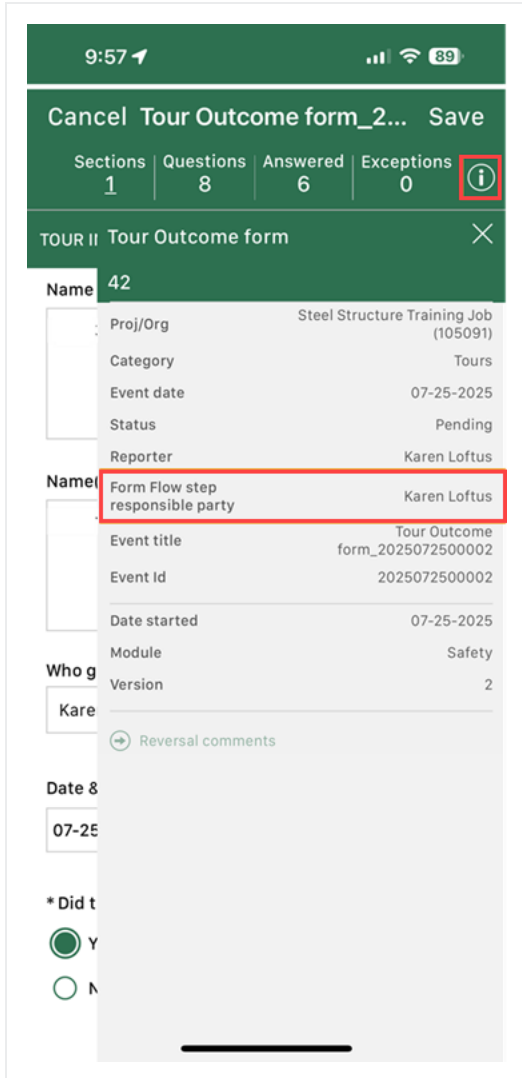 9:57
89
Cancel Tour Outcome form_2... Save
Sections Questions Answered Exceptions
1 8 6 0
TOUR II
Tour Outcome form
42
Name
Proj/Org Steel Structure Training Job
(105091)
Category Tours
Event date 07-25-2025
Status Pending
Reporter Karen Loftus
Name(
Form Flow step
responsible party Karen Loftus
Event title Tour Outcome
form_2025072500002
Event Id 2025072500002
Date started 07-25-2025
Module Safety
Who g
Version 2
Kare
Reversal comments
Date &
07-25
* Did t
Y
N